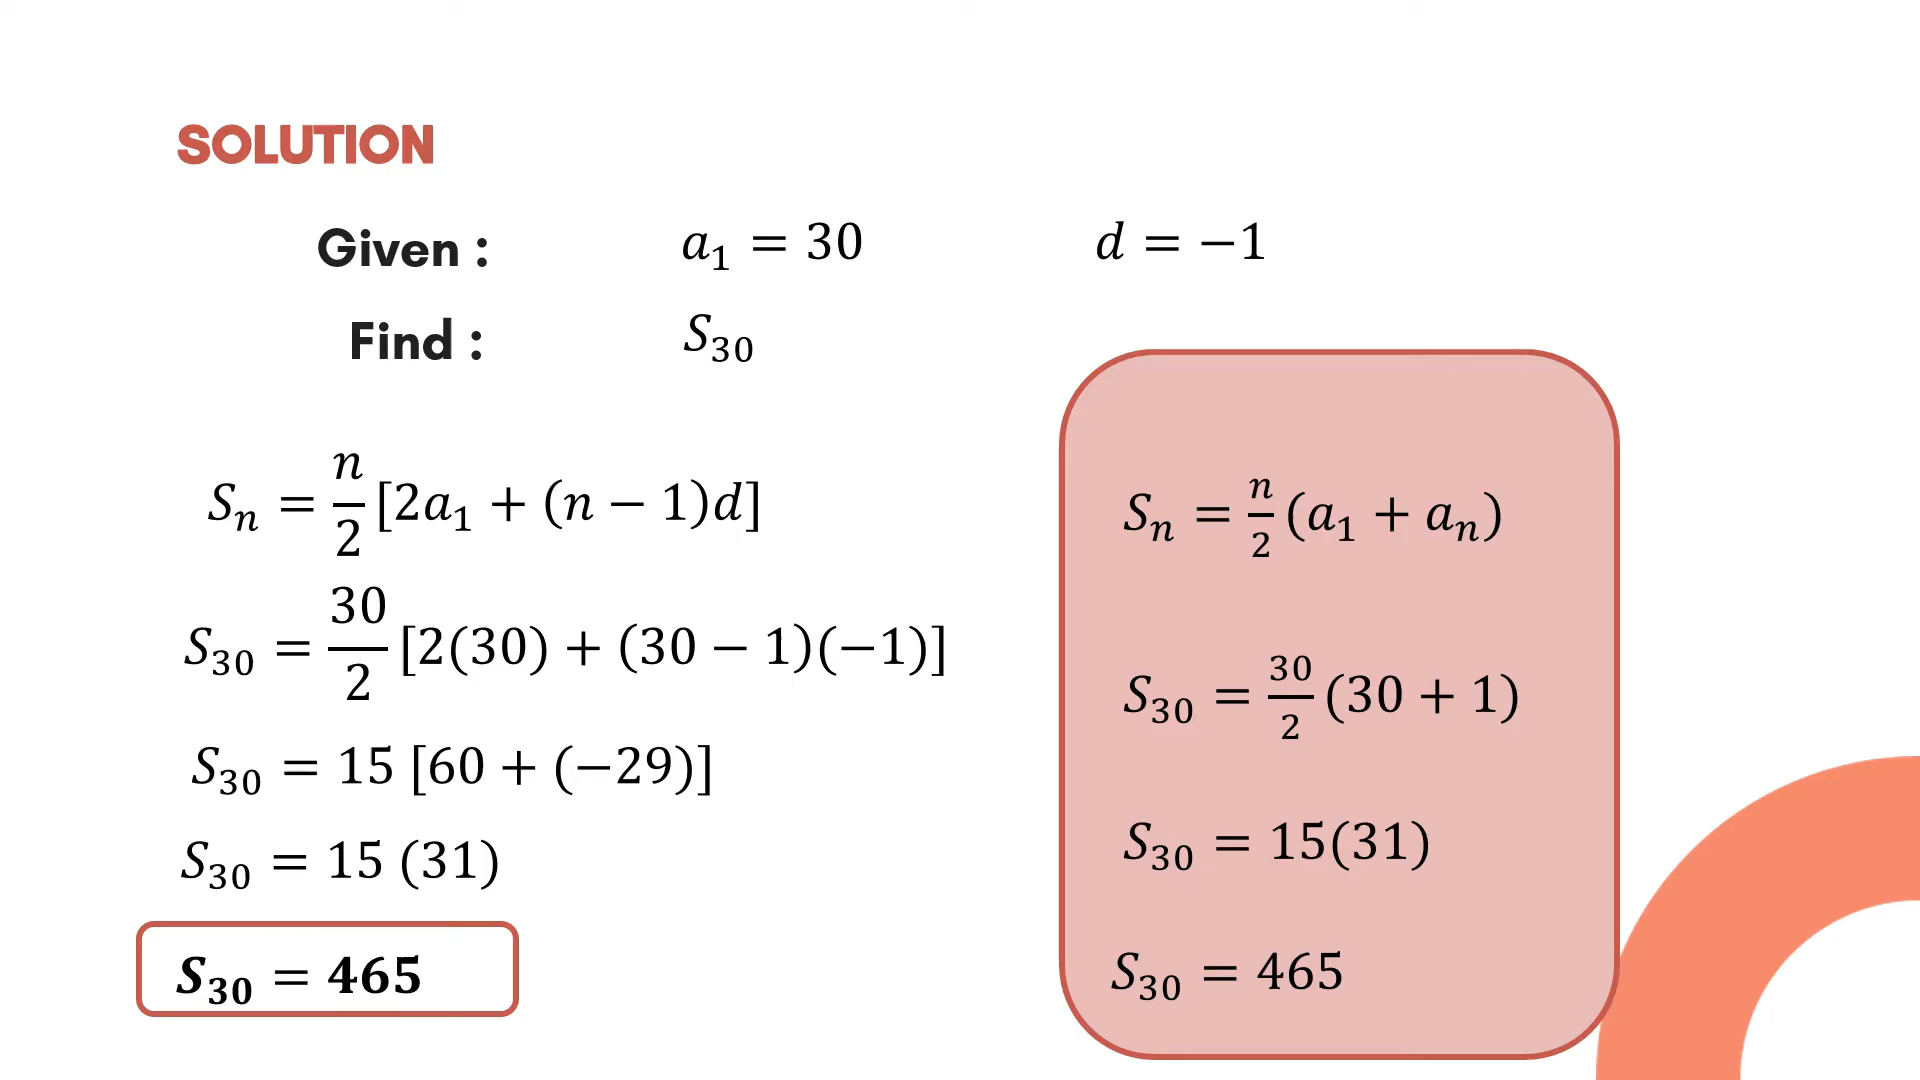 SOLUTION
Given : a₁ = 30 d = −1
Find : S₃₀
Sₙ = n/2 [2a₁ + (n − 1)d]
S₃₀ = 30/2 [2(30) + (30 − 1)(−1)]
S₃₀ = 15 [60 + (−29)]
S₃₀ = 15 (31)
S₃₀ = 465
Sₙ = n/2 (a₁ + aₙ)
S₃₀ = 30/2 (30 + 1)
S₃₀ = 15(31)
S₃₀ = 465